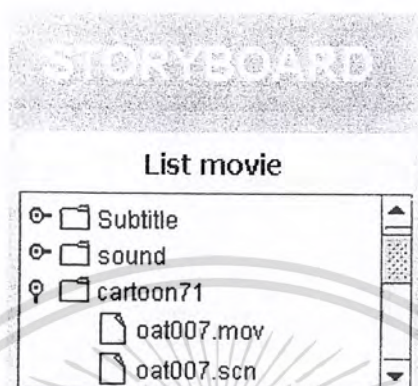 STORYBOARD
List movie
Subtitle
sound
cartoon71
oat007.mov
oat007.scn